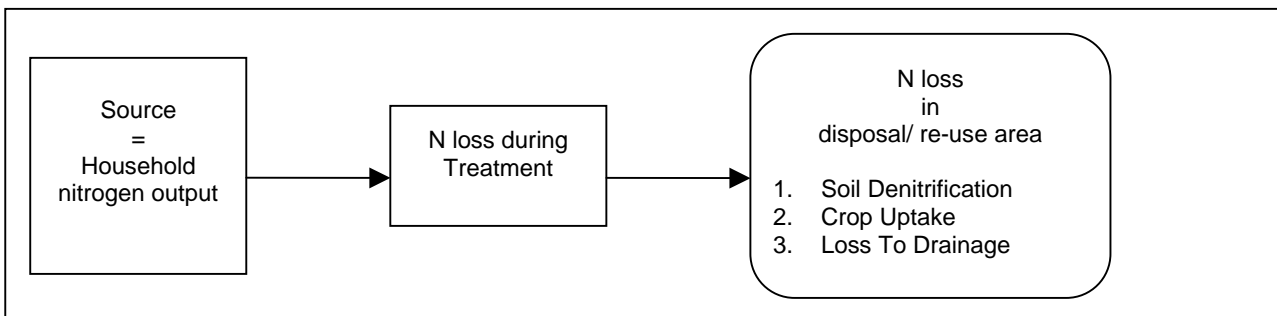 Source
=
Household
nitrogen output
N loss during
Treatment
N loss
in
disposal/ re-use area
1. Soil Denitrification
2. Crop Uptake
3. Loss To Drainage